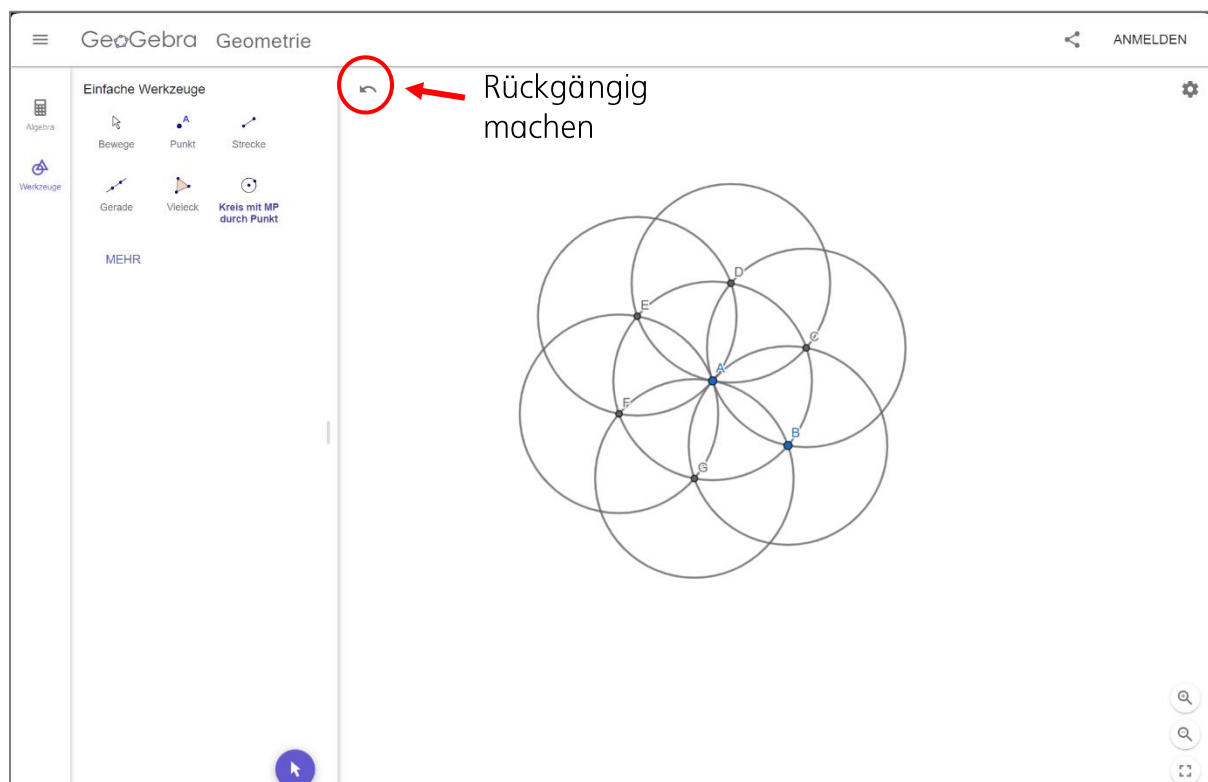 GeoGebra Geometrie
ANMELDEN
Algebra
Werkzeuge
Einfache Werkzeuge
Bewege
Punkt
Strecke
Gerade
Vieleck
Kreis mit MP
durch Punkt
MEHR
Rückgängig
machen
A
D
E
C
A
F
B
G